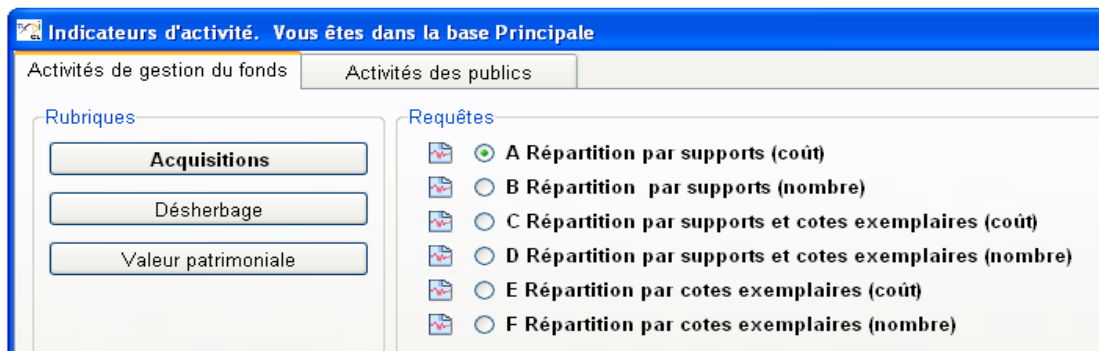 Indicateurs d'activité. Vous êtes dans la base Principale
Activités de gestion du fonds
Activités des publics
Rubriques
Acquisitions
Désherbage
Valeur patrimoniale
Requêtes
A Répartition par supports (coût)
B Répartition par supports (nombre)
C Répartition par supports et cotes exemplaires (coût)
D Répartition par supports et cotes exemplaires (nombre)
E Répartition par cotes exemplaires (coût)
F Répartition par cotes exemplaires (nombre)